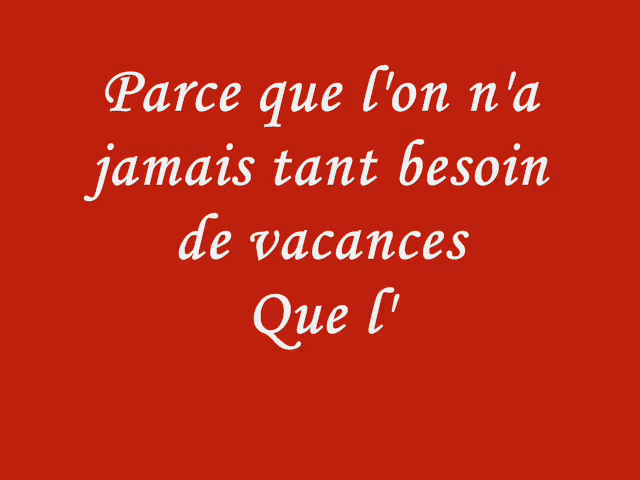 Parce que l'on n'a
jamais tant besoin
de vacances
Que l'